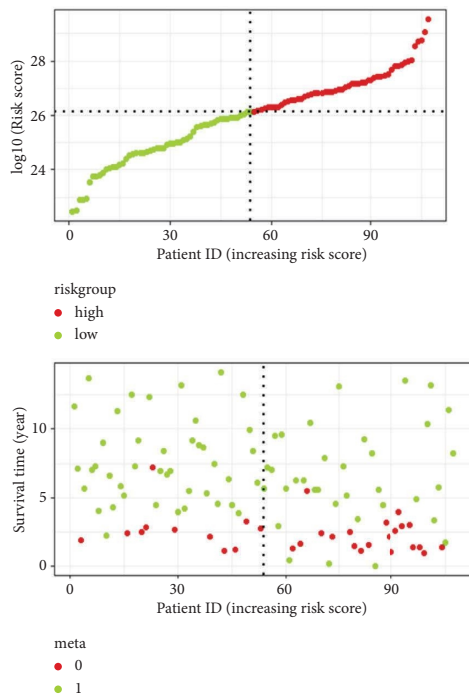 log10 (Risk score)
28
26
24
0
30
60
90
Patient ID (increasing risk score)
riskgroup
high
low
Survival time (year)
10
5
0
0
30
60
90
Patient ID (increasing risk score)
meta
0
1